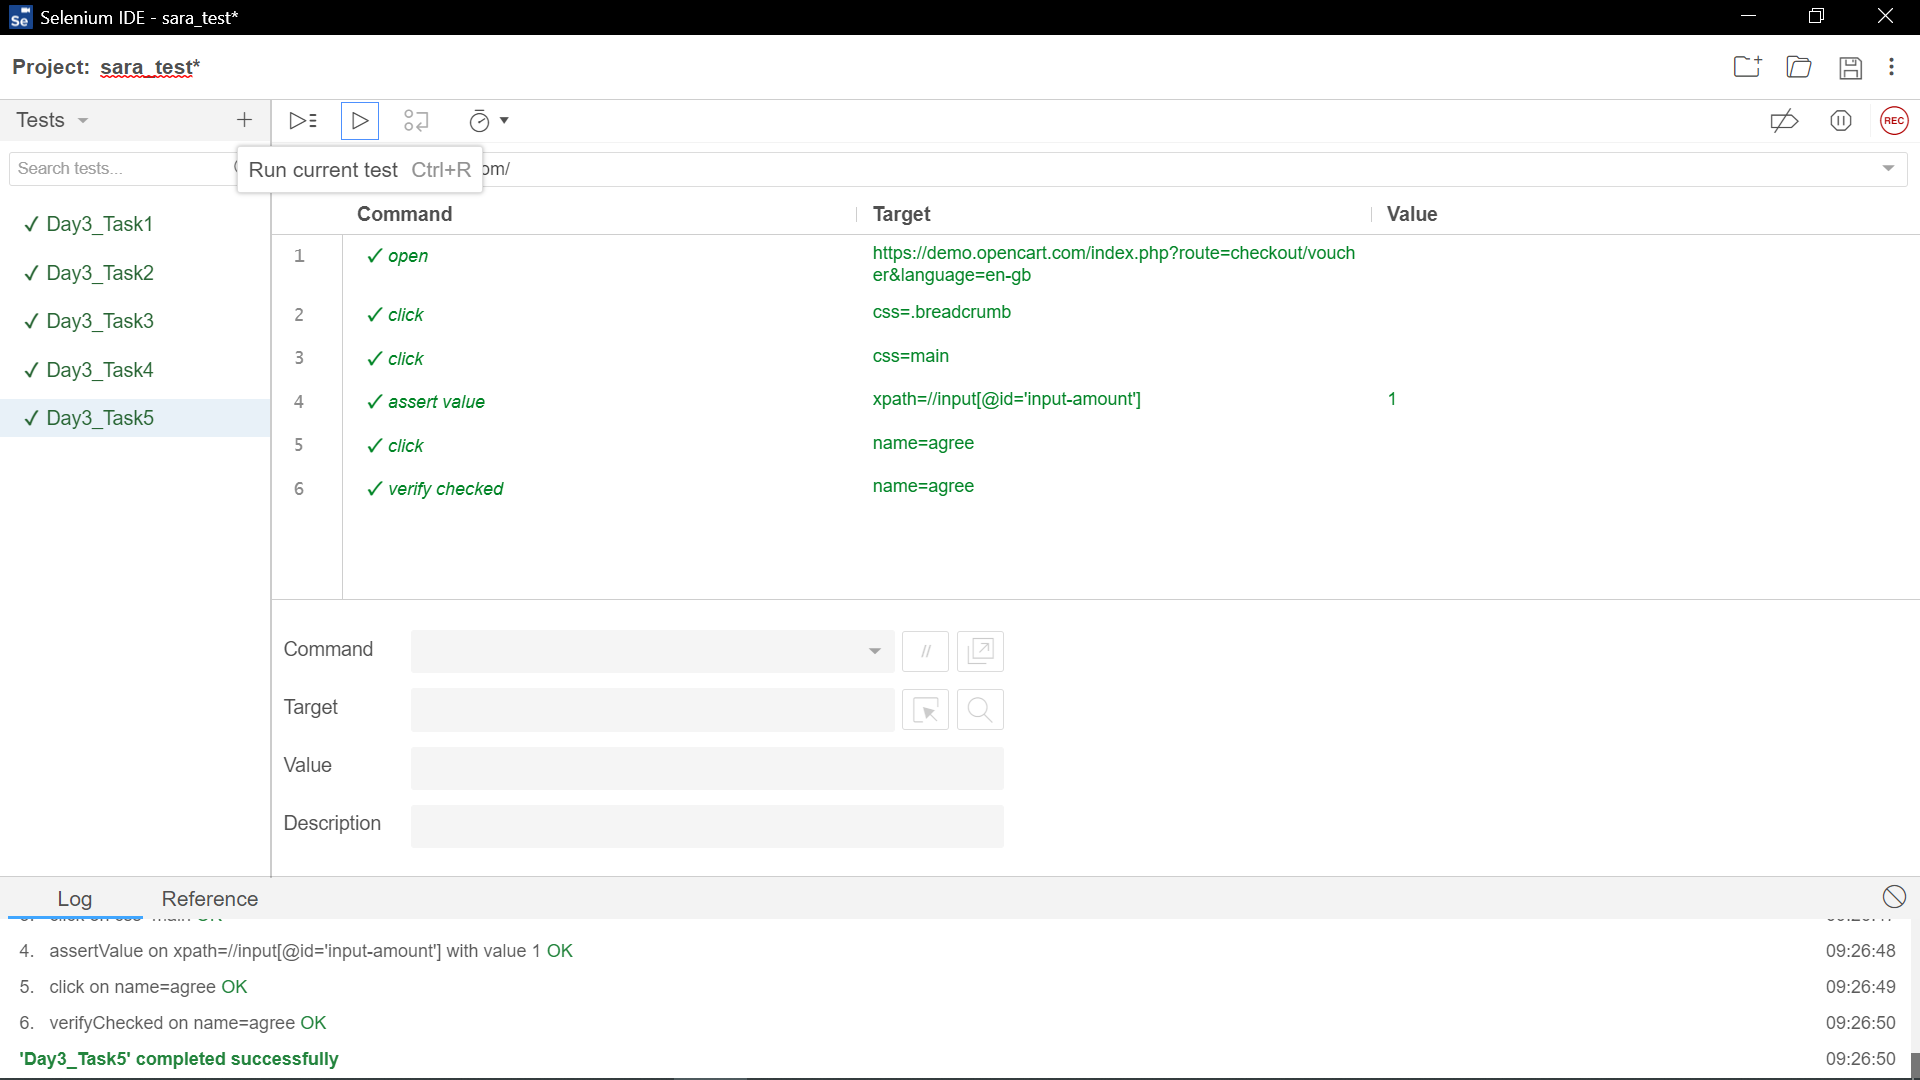 Selenium IDE - sara_test*
Project: sara_test*
Tests
REC
Search tests...
Run current test Ctrl+R
om/
Command Target Value
Day3_Task1
Day3_Task2
Day3_Task3
Day3_Task4
Day3_Task5
1 open https://demo.opencart.com/index.php?route=checkout/vouch
er&language=en-gb
2 click css=.breadcrumb
3 click css=main
4 assert value xpath=//input[@id='input-amount'] 1
5 click name=agree
6 verify checked name=agree
Command //
Target
Value
Description
Log Reference
4. assertValue on xpath=//input[@id='input-amount'] with value 1 OK 09:26:48
5. click on name=agree OK 09:26:49
6. verifyChecked on name=agree OK 09:26:50
'Day3_Task5' completed successfully 09:26:50